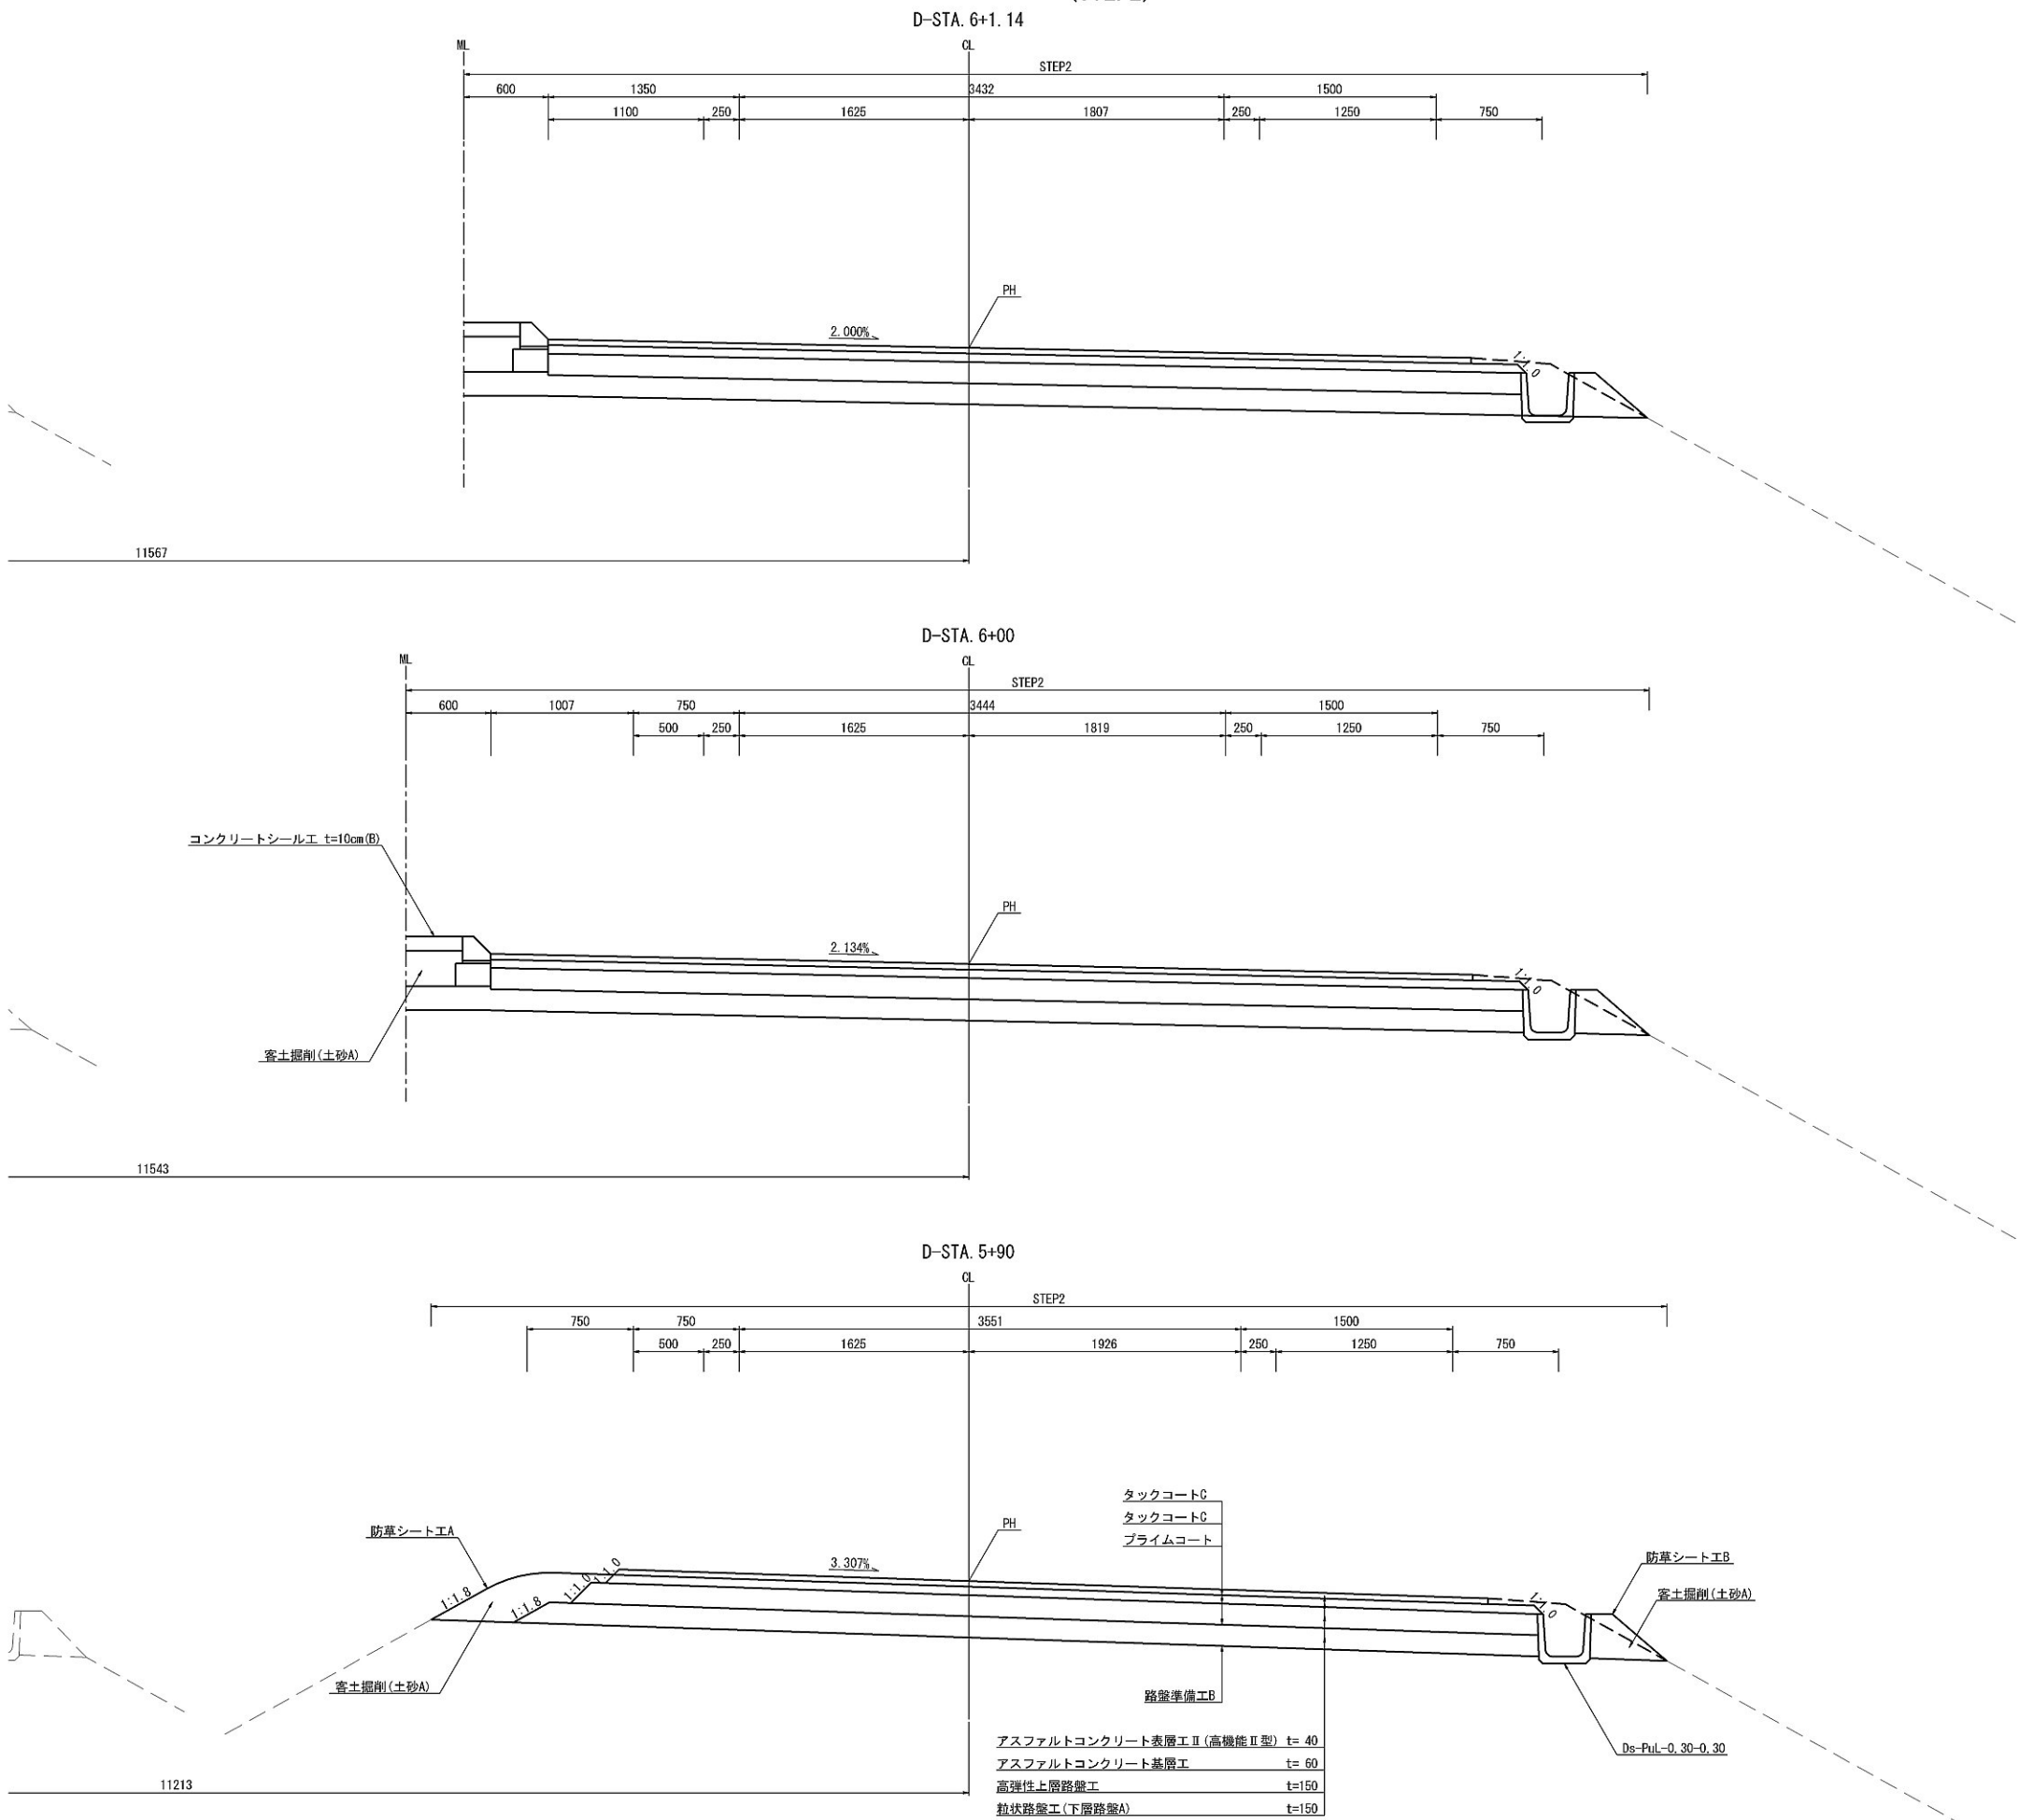 D-STA. 6+1. 14
ML
CL
STEP2
600
1350
3432
1500
1100
250
1625
1807
250
1250
750
PH
2. 000%
1:
0
11567
D-STA. 6+00
ML
CL
STEP2
600
1007
750
3444
1500
500
250
1625
1819
250
1250
750
コンクリートシール工 t=10cm(B)
PH
2. 134%
1:
0
客土掘削(土砂A)
11543
D-STA. 5+90
CL
STEP2
750
750
3551
1500
500
250
1625
1926
250
1250
750
タックコートC
タックコートC
プライムコート
防草シート工A
PH
3. 307%
防草シート工B
1:1.8
1:1.8
1:1.0
1:1.0
1:
0
客土掘削(土砂A)
客土掘削(土砂A)
路盤準備工B
アスファルトコンクリート表層工Ⅱ(高機能Ⅱ型) t= 40
アスファルトコンクリート基層工 t= 60
高弾性上層路盤工 t=150
粒状路盤工(下層路盤A) t=150
Ds-PuL-0. 30-0. 30
11213